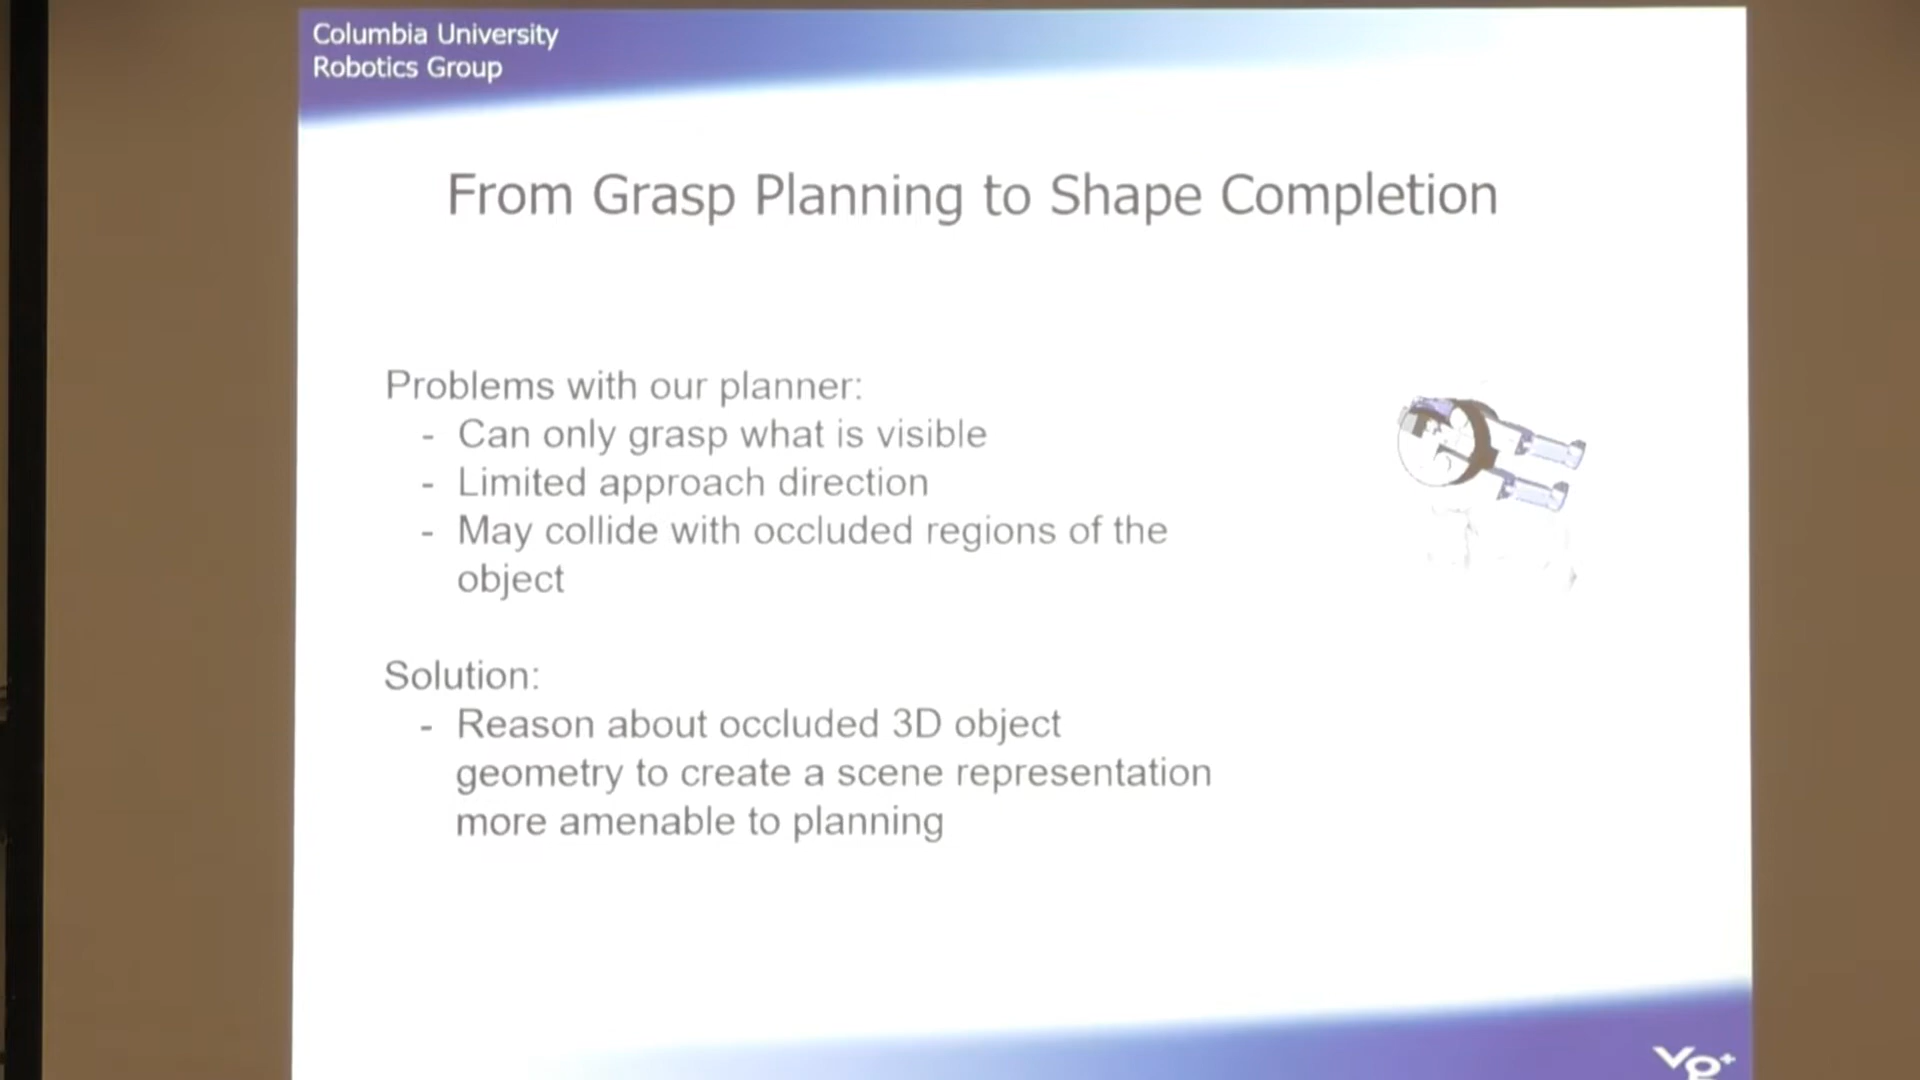 Columbia University
Robotics Group
From Grasp Planning to Shape Completion
Problems with our planner:
- Can only grasp what is visible
- Limited approach direction
- May collide with occluded regions of the
object
Solution:
- Reason about occluded 3D object
geometry to create a scene representation
more amenable to planning